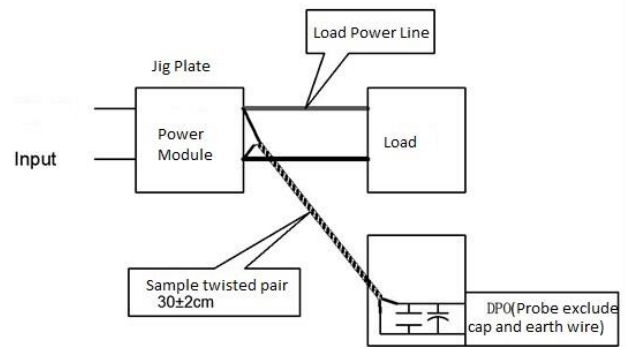 Load Power Line
Jig Plate
Power
Module
Load
Input
Sample twisted pair
30±2cm
DPO(Probe exclude
cap and earth wire)